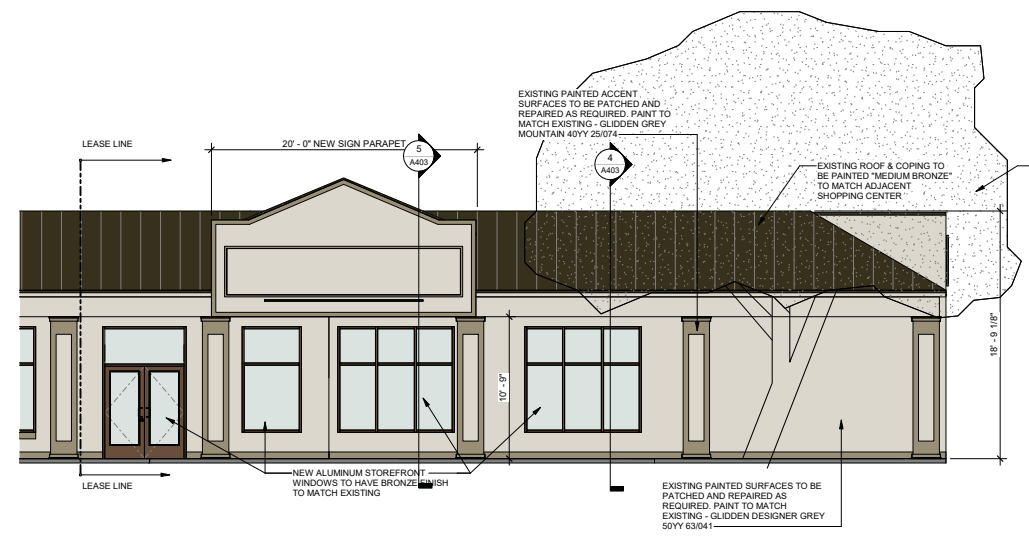 EXISTING PAINTED ACCENT
SURFACES TO BE PATCHED AND
REPAIRED AS REQUIRED. PAINT TO
MATCH EXISTING - GLIDDEN GREY
MOUNTAIN 40YY 25/074
LEASE LINE
20' - 0" NEW SIGN PARAPET
5
A403
4
A403
EXISTING ROOF & COPING TO
BE PAINTED "MEDIUM BRONZE"
TO MATCH ADJACENT
SHOPPING CENTER
18' - 9 1/8"
10' - 9"
LEASE LINE
NEW ALUMINUM STOREFRONT
WINDOWS TO HAVE BRONZE FINISH
TO MATCH EXISTING
EXISTING PAINTED SURFACES TO BE
PATCHED AND REPAIRED AS
REQUIRED. PAINT TO MATCH
EXISTING - GLIDDEN DESIGNER GREY
50YY 63/041